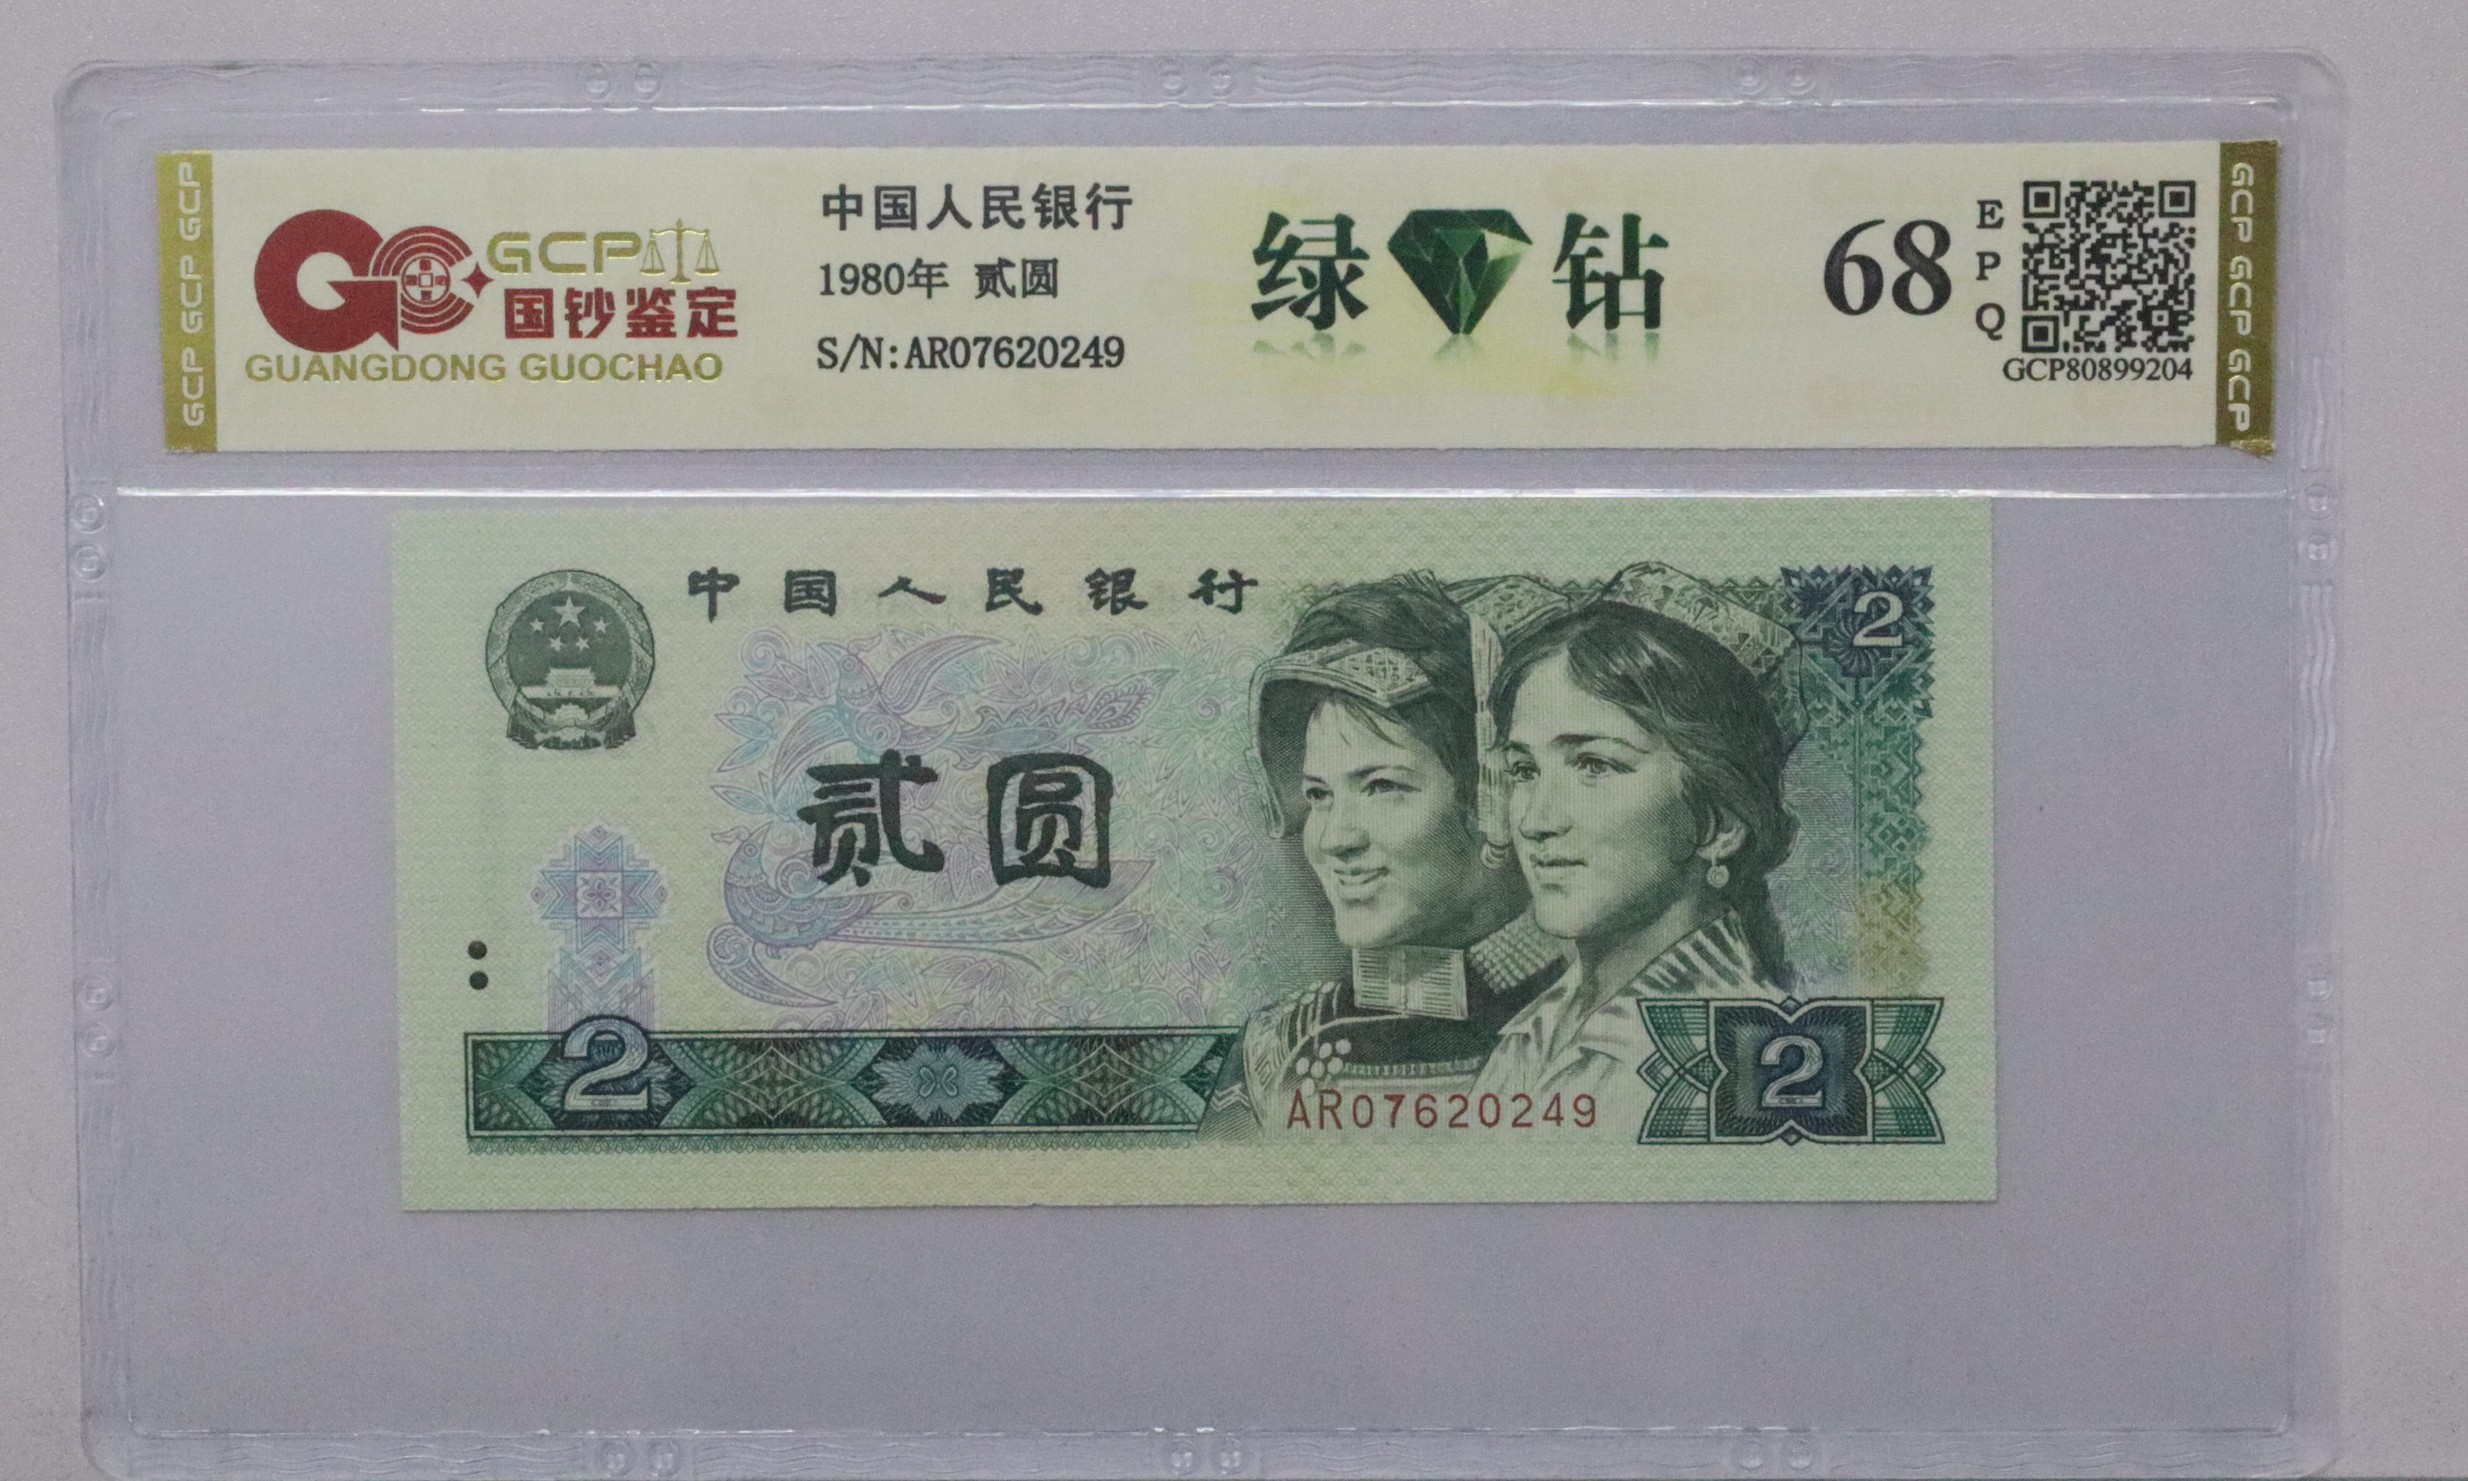 GCP GCP GCP
GCP
国钞鉴定
GUANGDONG GUOCHAO
中国人民银行
1980年 贰圆
S/N:AR07620249
绿钻
68
EPQ
GCP80899204
GCP GCP GCP
中国人民银行
2
贰圆
2
AR07620249
2